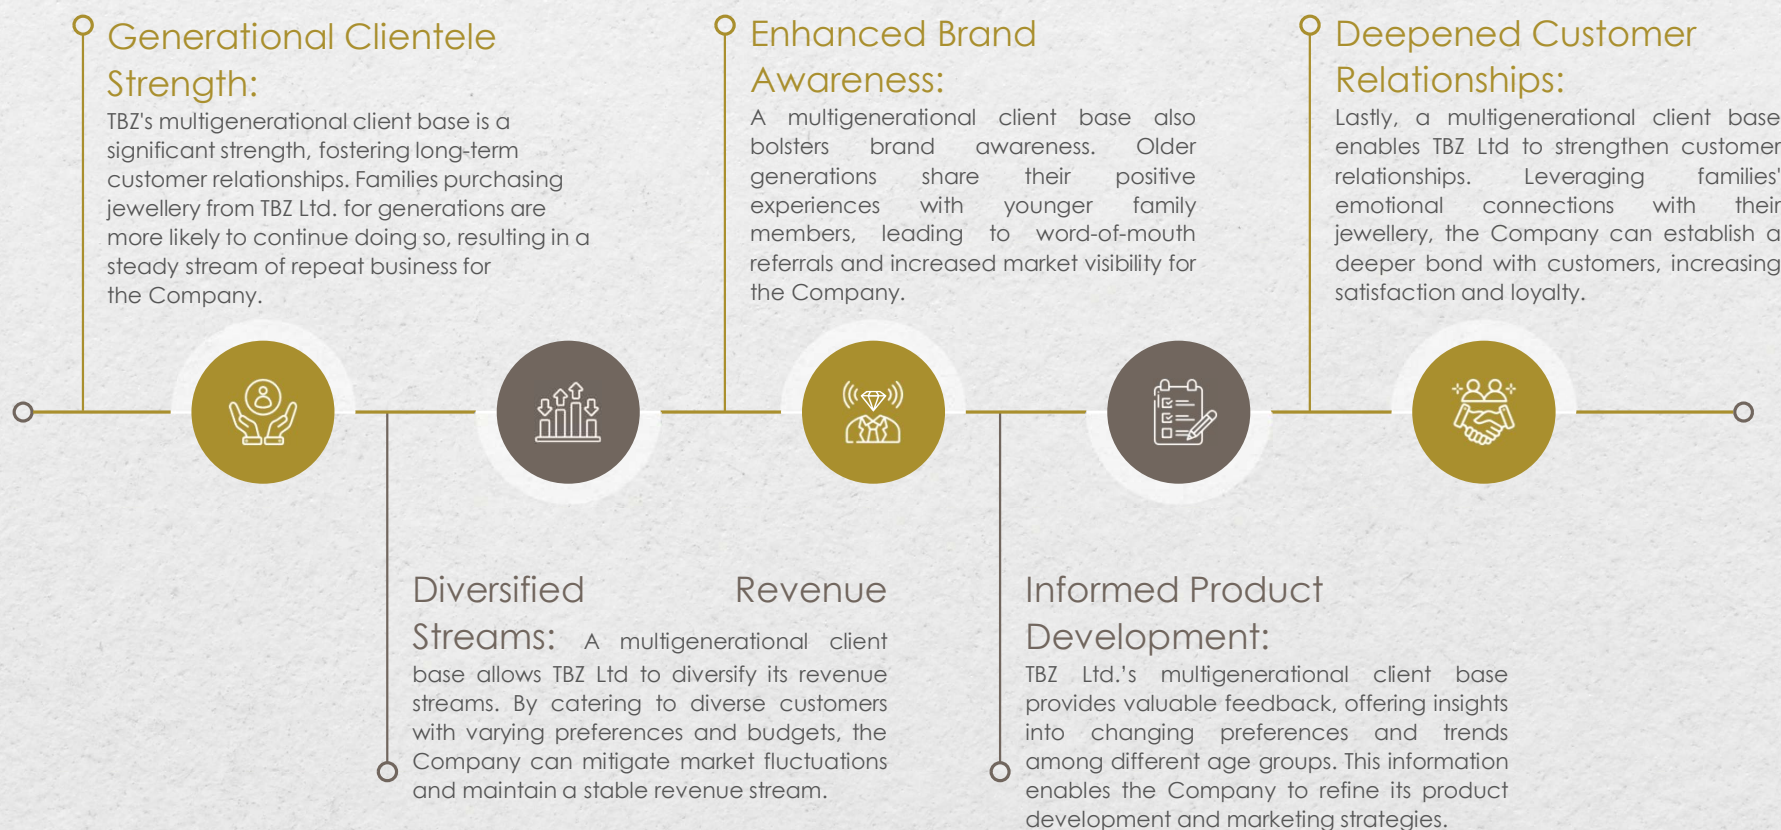 Generational Clientele
Strength:
TBZ's multigenerational client base is a
significant strength, fostering long-term
customer relationships. Families purchasing
jewellery from TBZ Ltd. for generations are
more likely to continue doing so, resulting in a
steady stream of repeat business for
the Company.
Diversified Revenue
Streams: A multigenerational client
base allows TBZ Ltd to diversify its revenue
streams. By catering to diverse customers
with varying preferences and budgets, the
Company can mitigate market fluctuations
and maintain a stable revenue stream.
Enhanced Brand
Awareness:
A multigenerational client base also
bolsters brand awareness. Older
generations share their positive
experiences with younger family
members, leading to word-of-mouth
referrals and increased market visibility for
the Company.
Informed Product
Development:
TBZ Ltd.’s multigenerational client base
provides valuable feedback, offering insights
into changing preferences and trends
among different age groups. This information
enables the Company to refine its product
development and marketing strategies.
Deepened Customer
Relationships:
Lastly, a multigenerational client base
enables TBZ Ltd to strengthen customer
relationships. Leveraging families'
emotional connections with their
jewellery, the Company can establish a
deeper bond with customers, increasing
satisfaction and loyalty.